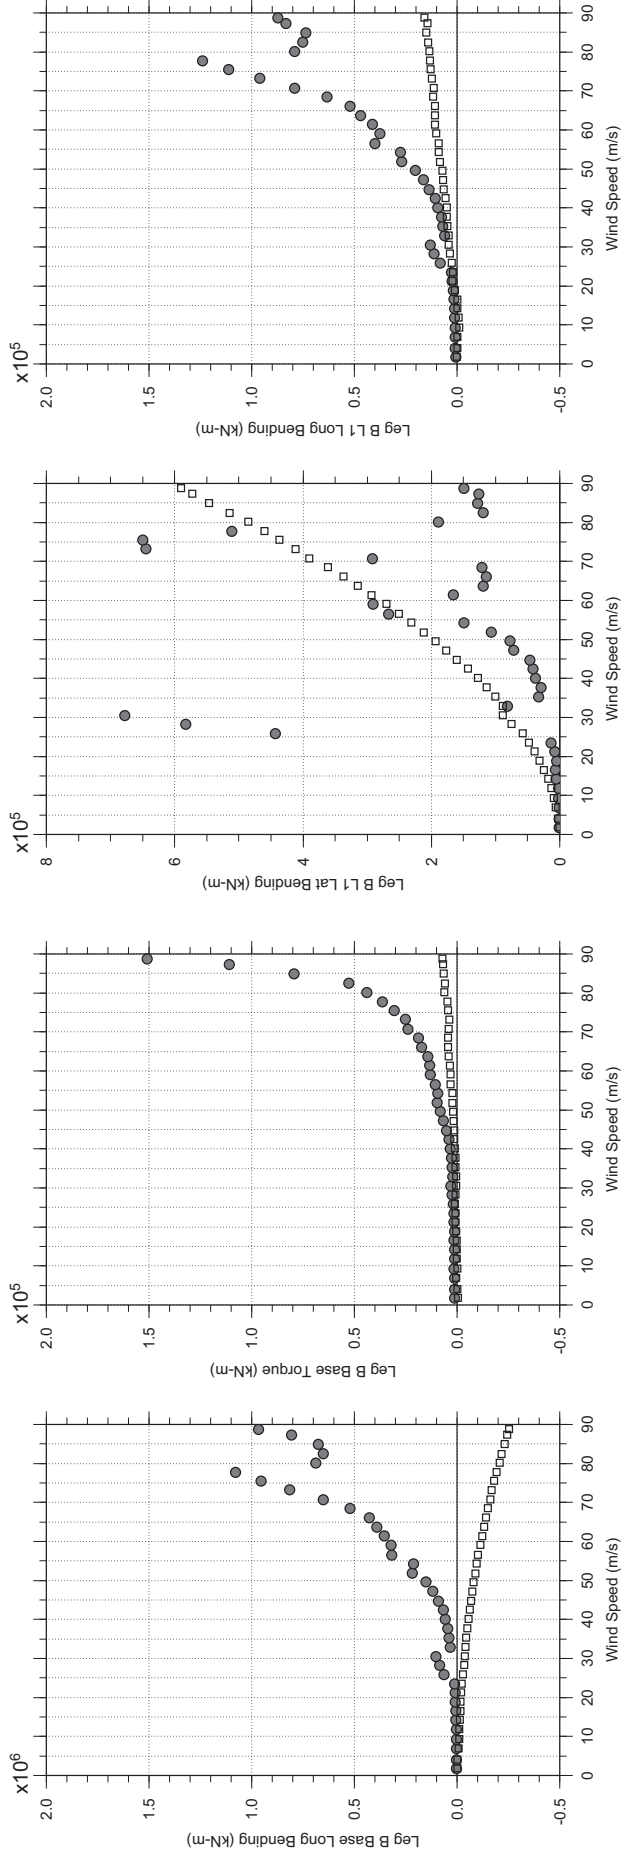 x10^6
2.0
1.5
1.0
0.5
0.0
-0.5
Leg B Base Long Bending (kN-m)
0 10 20 30 40 50 60 70 80 90
Wind Speed (m/s)
x10^5
2.0
1.5
1.0
0.5
0.0
-0.5
Leg B Base Torque (kN-m)
0 10 20 30 40 50 60 70 80 90
Wind Speed (m/s)
x10^5
8
6
4
2
0
Leg B L1 Lat Bending (kN-m)
0 10 20 30 40 50 60 70 80 90
Wind Speed (m/s)
x10^5
2.0
1.5
1.0
0.5
0.0
-0.5
Leg B L1 Long Bending (kN-m)
0 10 20 30 40 50 60 70 80 90
Wind Speed (m/s)